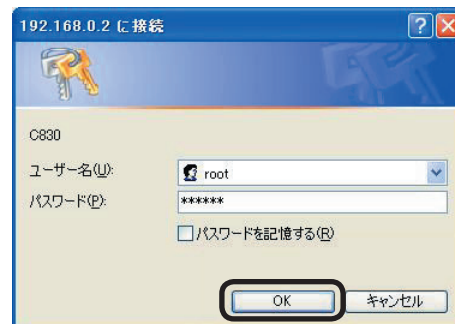 192.168.0.2 に接続
C830
ユーザー名(U):
root
パスワード(P):
******
パスワードを記憶する(R)
OK
キャンセル